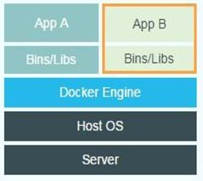 App A
App B
Bins/Libs
Bins/Libs
Docker Engine
Host OS
Server